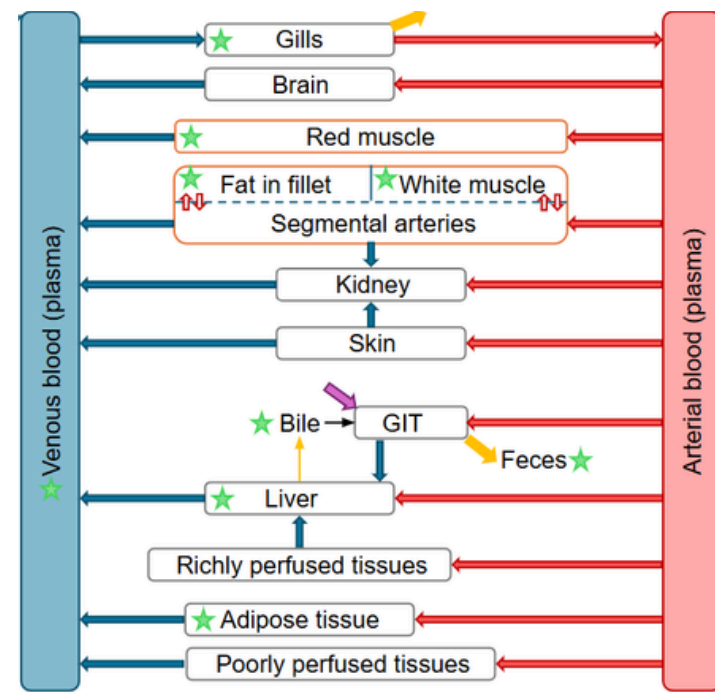 Gills
Brain
Red muscle
Fat in fillet
White muscle
Segmental arteries
Kidney
Skin
Bile
GIT
Feces
Liver
Richly perfused tissues
Adipose tissue
Poorly perfused tissues
Venous blood (plasma)
Arterial blood (plasma)